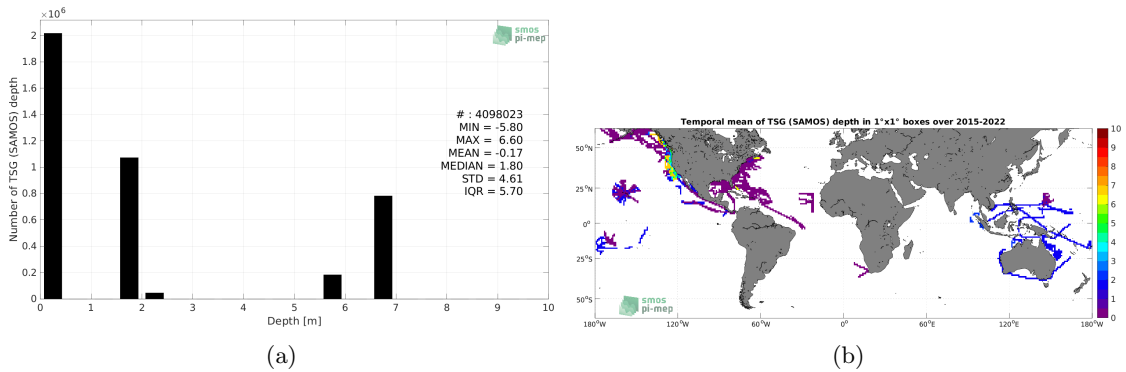 ×10⁶
2
1.8
1.6
1.4
1.2
1
0.8
0.6
0.4
0.2
0
Number of TSG (SAMOS) depth
smos
pi-mep
# : 4098023
MIN = -5.80
MAX = 6.60
MEAN = -0.17
MEDIAN = 1.80
STD = 4.61
IQR = 5.70
0 1 2 3 4 5 6 7 8 9 10
Depth [m]
(a)
Temporal mean of TSG (SAMOS) depth in 1°x1° boxes over 2015-2022
50°N
25°N
0°
25°S
50°S
smos
pi-mep
180°W 120°W 60°W 0° 60°E 120°E 180°W
10
9
8
7
6
5
4
3
2
1
0
(b)